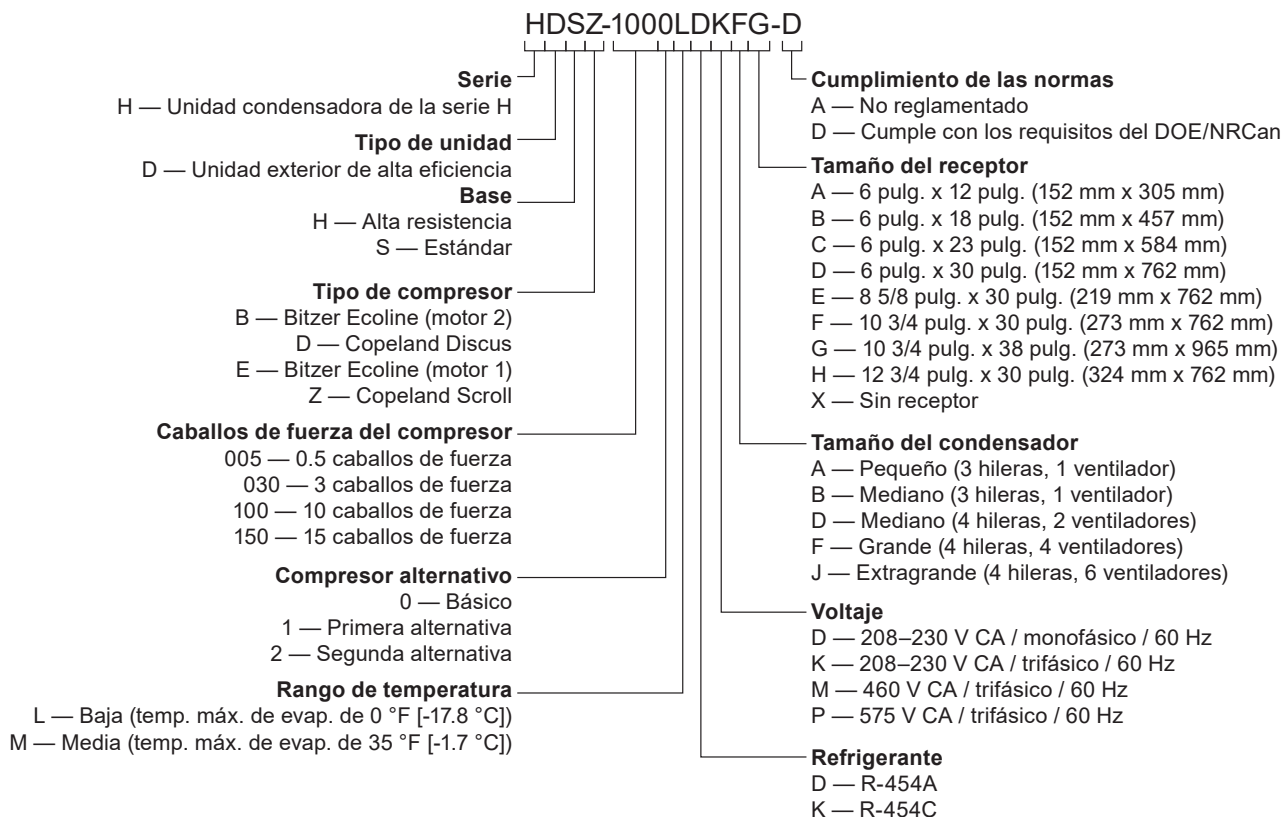 HDSZ-1000LDKFG-D
Serie
H — Unidad condensadora de la serie H
Tipo de unidad
D — Unidad exterior de alta eficiencia
Base
H — Alta resistencia
S — Estándar
Tipo de compresor
B — Bitzer Ecoline (motor 2)
D — Copeland Discus
E — Bitzer Ecoline (motor 1)
Z — Copeland Scroll
Caballos de fuerza del compresor
005 — 0.5 caballos de fuerza
030 — 3 caballos de fuerza
100 — 10 caballos de fuerza
150 — 15 caballos de fuerza
Compresor alternativo
0 — Básico
1 — Primera alternativa
2 — Segunda alternativa
Rango de temperatura
L — Baja (temp. máx. de evap. de 0 °F [-17.8 °C])
M — Media (temp. máx. de evap. de 35 °F [-1.7 °C])
Cumplimiento de las normas
A — No reglamentado
D — Cumple con los requisitos del DOE/NRCan
Tamaño del receptor
A — 6 pulg. x 12 pulg. (152 mm x 305 mm)
B — 6 pulg. x 18 pulg. (152 mm x 457 mm)
C — 6 pulg. x 23 pulg. (152 mm x 584 mm)
D — 6 pulg. x 30 pulg. (152 mm x 762 mm)
E — 8 5/8 pulg. x 30 pulg. (219 mm x 762 mm)
F — 10 3/4 pulg. x 30 pulg. (273 mm x 762 mm)
G — 10 3/4 pulg. x 38 pulg. (273 mm x 965 mm)
H — 12 3/4 pulg. x 30 pulg. (324 mm x 762 mm)
X — Sin receptor
Tamaño del condensador
A — Pequeño (3 hileras, 1 ventilador)
B — Mediano (3 hileras, 1 ventilador)
D — Mediano (4 hileras, 2 ventiladores)
F — Grande (4 hileras, 4 ventiladores)
J — Extragrande (4 hileras, 6 ventiladores)
Voltaje
D — 208–230 V CA / monofásico / 60 Hz
K — 208–230 V CA / trifásico / 60 Hz
M — 460 V CA / trifásico / 60 Hz
P — 575 V CA / trifásico / 60 Hz
Refrigerante
D — R-454A
K — R-454C